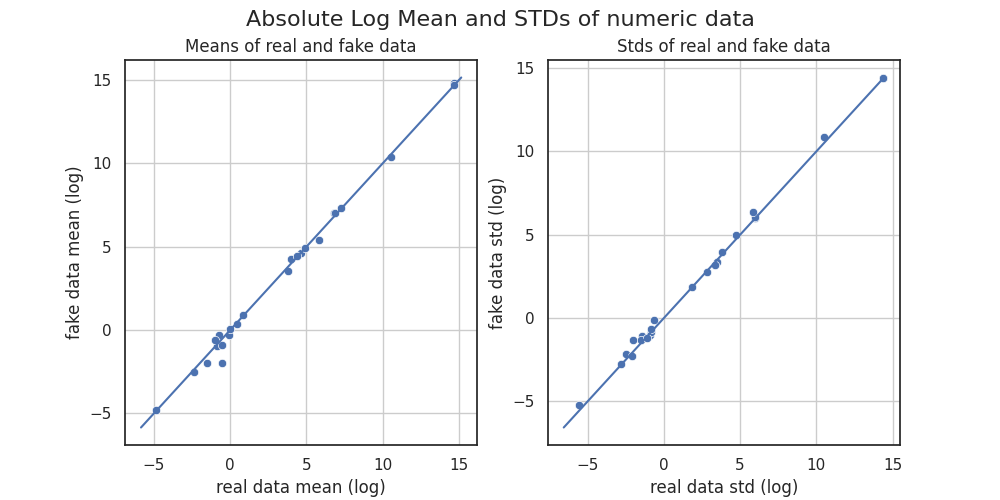 Absolute Log Mean and STDs of numeric data
Means of real and fake data
Stds of real and fake data
fake data mean (log)
15
10
5
0
−5
−5
0
5
10
15
real data mean (log)
fake data std (log)
15
10
5
0
−5
−5
0
5
10
15
real data std (log)